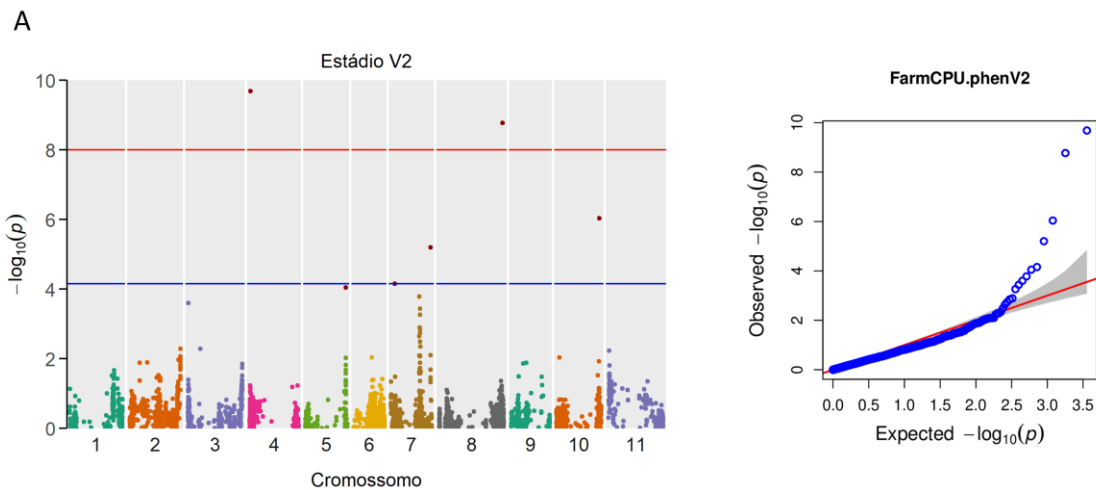 A
Estádio V2
10
8
6
4
2
0
−log₁₀(p)
1 2 3 4 5 6 7 8 9 10 11
Cromossomo
FarmCPU.phenV2
10
8
6
4
2
0
Observed −log₁₀(p)
0.0 0.5 1.0 1.5 2.0 2.5 3.0 3.5
Expected −log₁₀(p)